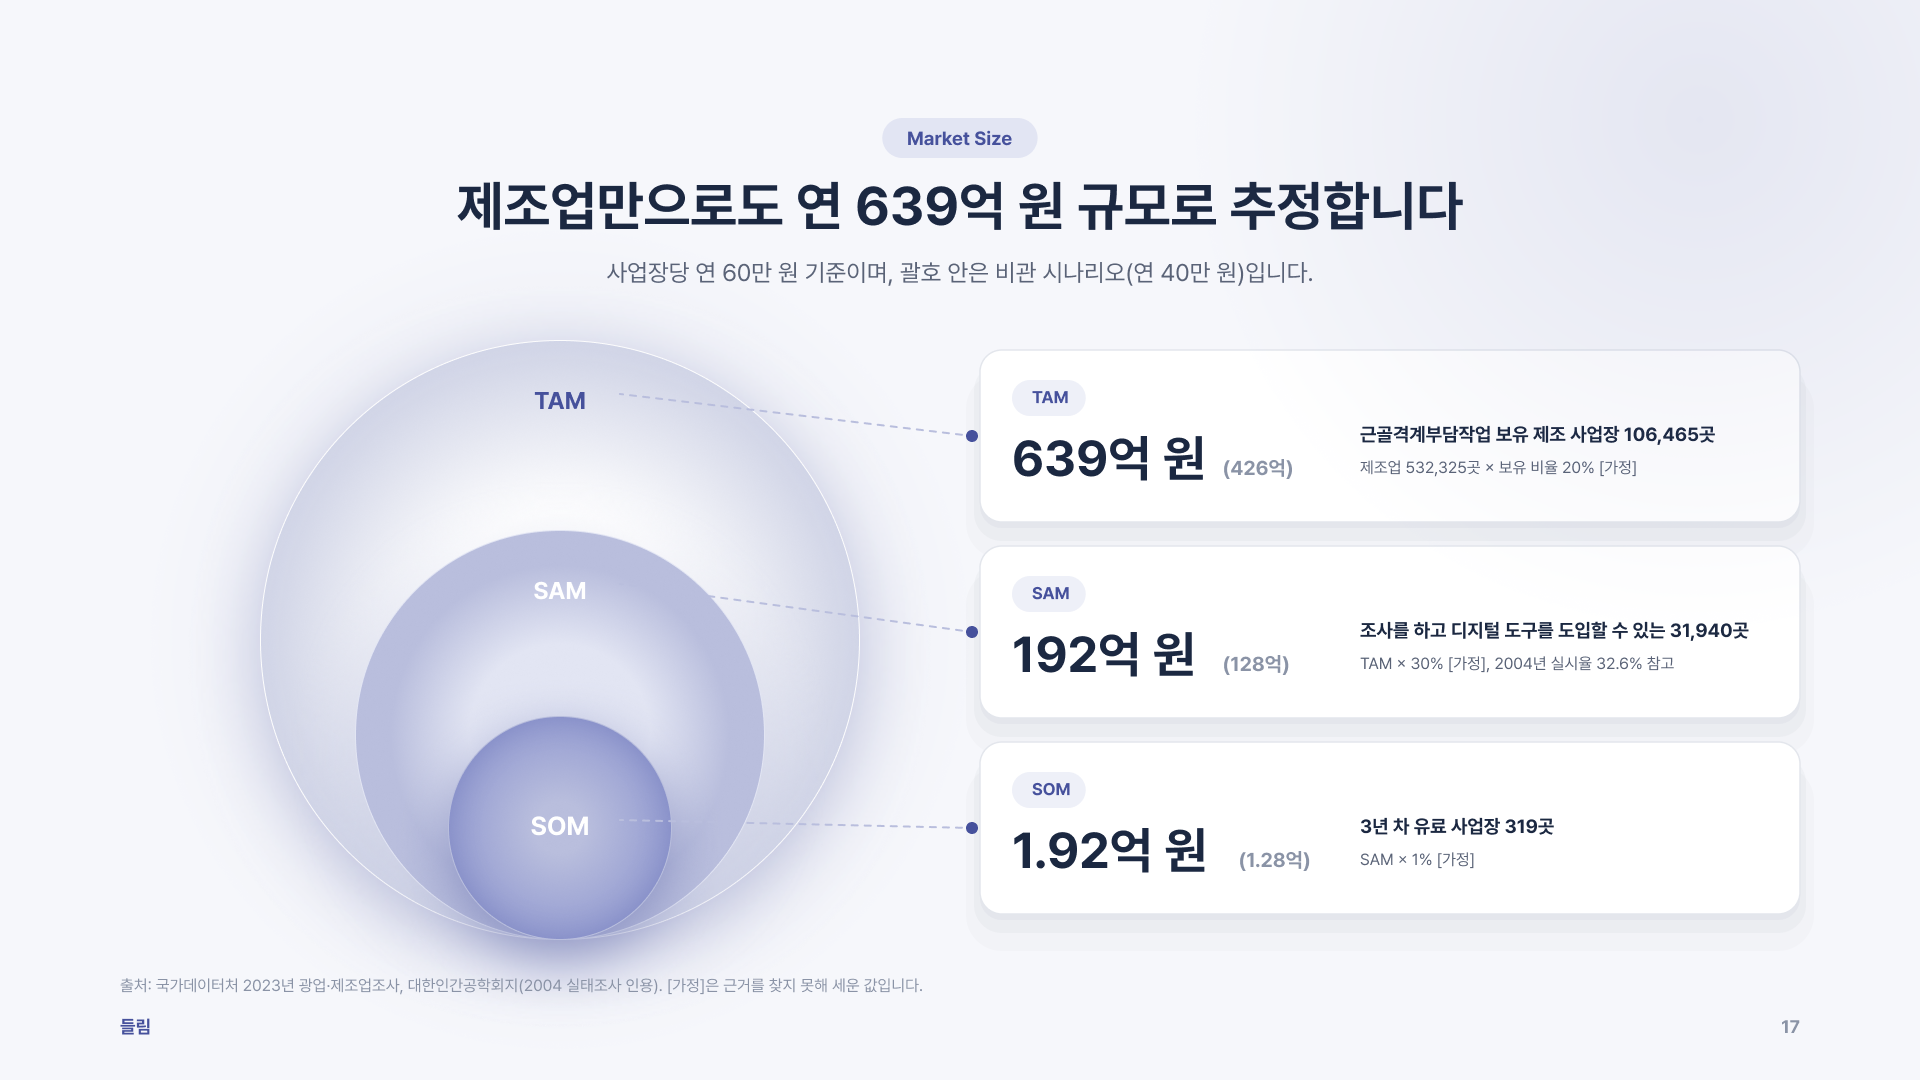 Market Size
제조업만으로도 연 639억 원 규모로 추정합니다
사업장당 연 60만 원 기준이며, 괄호 안은 비관 시나리오(연 40만 원)입니다.
TAM
SAM
SOM
TAM
639억 원 (426억)
근골격계부담작업 보유 제조 사업장 106,465곳
제조업 532,325곳 × 보유 비율 20% [가정]
SAM
192억 원 (128억)
조사를 하고 디지털 도구를 도입할 수 있는 31,940곳
TAM × 30% [가정], 2004년 실시율 32.6% 참고
SOM
1.92억 원 (1.28억)
3년 차 유료 사업장 319곳
SAM × 1% [가정]
출처: 국가데이터처 2023년 광업·제조업조사, 대한인간공학회지(2004 실태조사 인용). [가정]은 근거를 찾지 못해 세운 값입니다.
들림
17